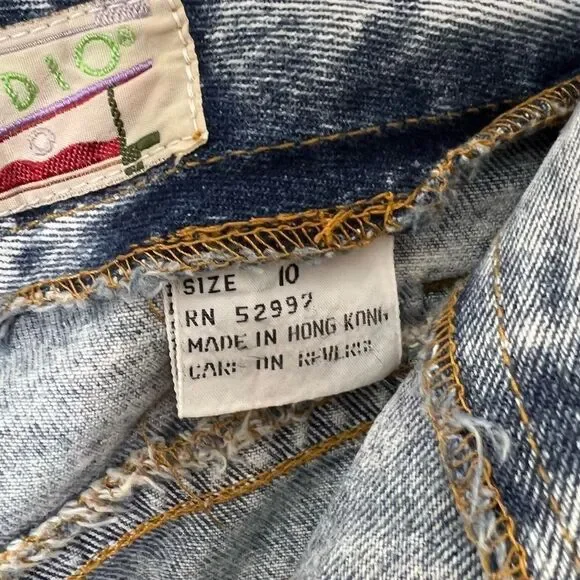 DIO®
SIZE 10
RN 52997
MADE IN HONG KONG
CARE ON REVERSE